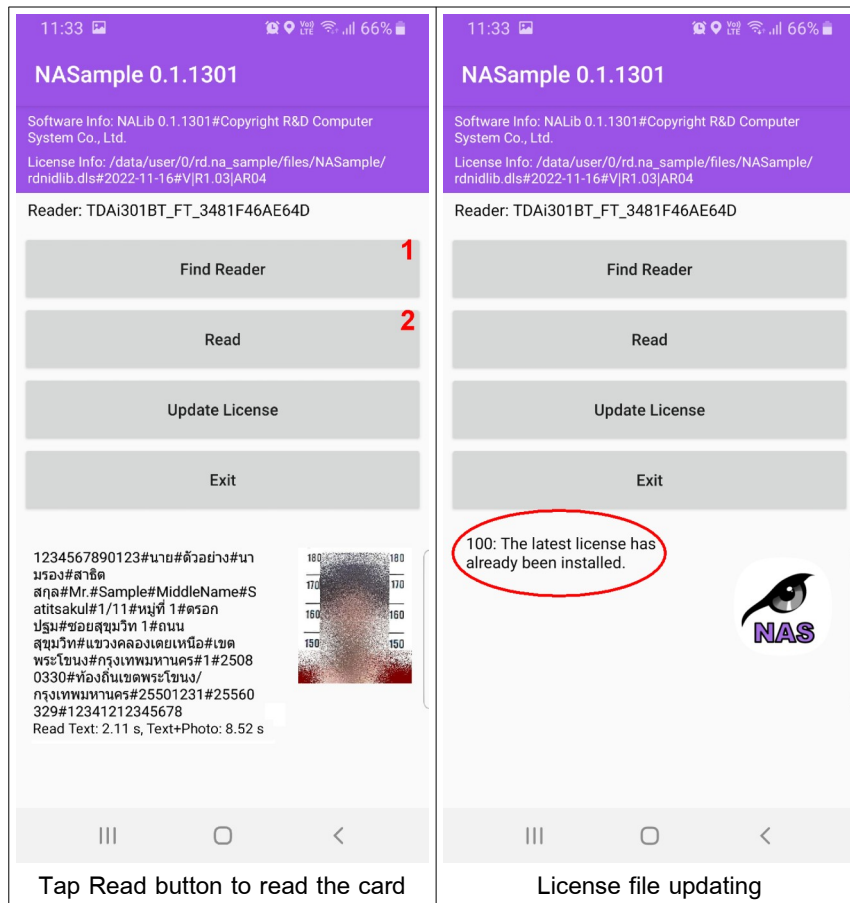 11:33 Vo)) LTE 66%
NASample 0.1.1301
Software Info: NALib 0.1.1301#Copyright R&D Computer
System Co., Ltd.
License Info: /data/user/0/rd.na_sample/files/NASample/
rdnidlib.dls#2022-11-16#V|R1.03|AR04
Reader: TDAi301BT_FT_3481F46AE64D
Find Reader
1
Read
2
Update License
Exit
1234567890123#นาย#ตัวอย่าง#นา
มรอง#สาธิต
สกุล#Mr.#Sample#MiddleName#S
atitsakul#1/11#หมู่ที่ 1#ตรอก
ปฐม#ซอยสุขุมวิท 1#ถนน
สุขุมวิท#แขวงคลองเตยเหนือ#เขต
พระโขนง#กรุงเทพมหานคร#1#2508
0330#ท้องถิ่นเขตพระโขนง/
กรุงเทพมหานคร#25501231#25560
329#12341212345678
Read Text: 2.11 s, Text+Photo: 8.52 s
180 180
170 170
160 160
150 150
Tap Read button to read the card
11:33 Vo)) LTE 66%
NASample 0.1.1301
Software Info: NALib 0.1.1301#Copyright R&D Computer
System Co., Ltd.
License Info: /data/user/0/rd.na_sample/files/NASample/
rdnidlib.dls#2022-11-16#V|R1.03|AR04
Reader: TDAi301BT_FT_3481F46AE64D
Find Reader
Read
Update License
Exit
100: The latest license has
already been installed.
NAS
License file updating